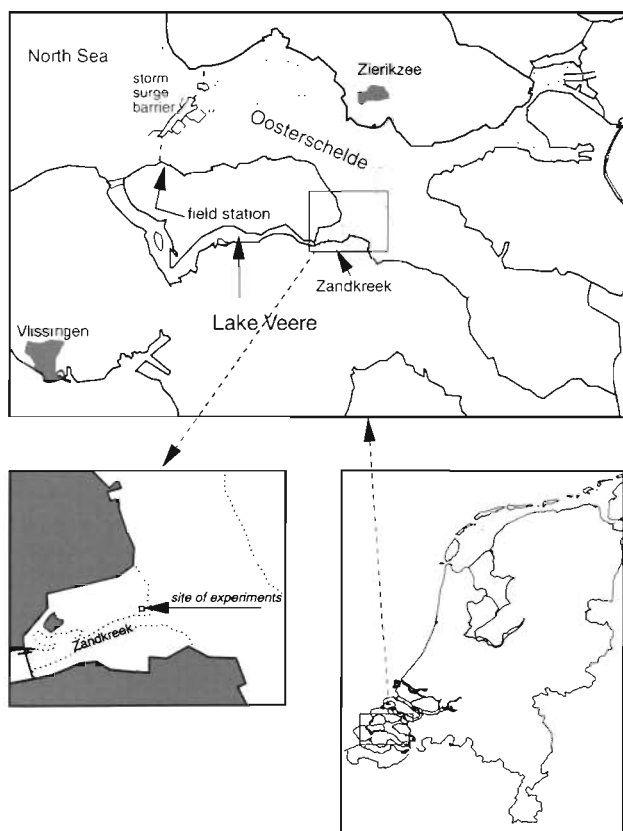 North Sea
storm
surge
barrier
Zierikzee
Oosterschelde
field station
Zandkreek
Lake Veere
Vlissingen
site of experiments
Zandkreek